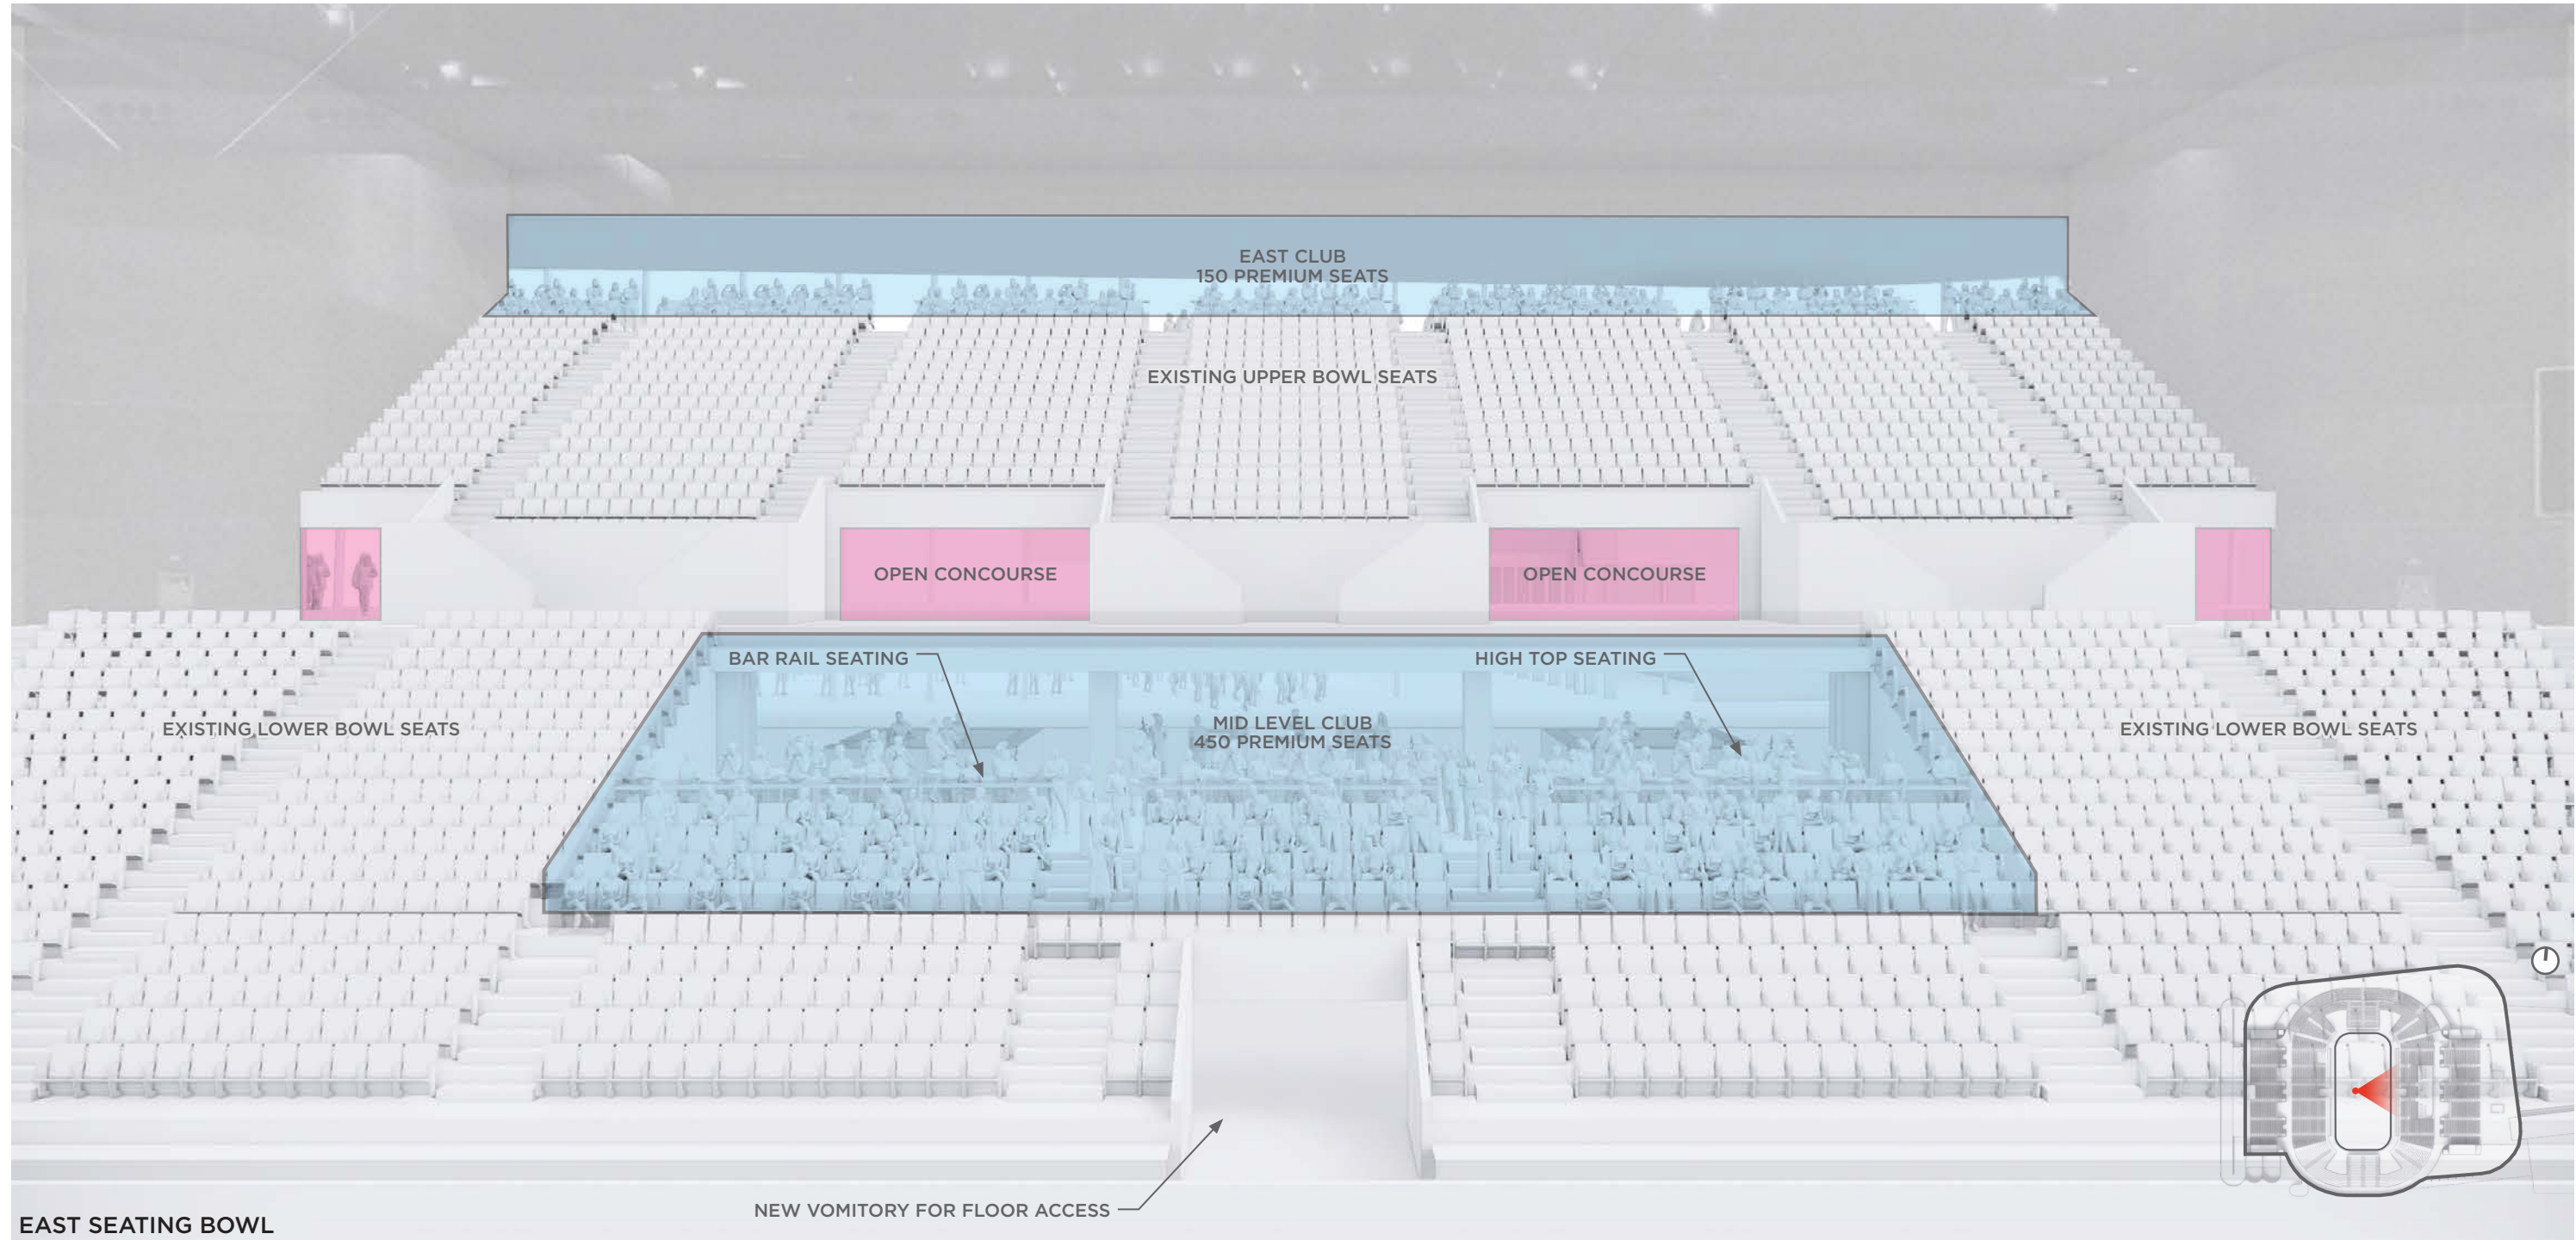 EAST CLUB
150 PREMIUM SEATS
EXISTING UPPER BOWL SEATS
OPEN CONCOURSE
OPEN CONCOURSE
BAR RAIL SEATING
HIGH TOP SEATING
EXISTING LOWER BOWL SEATS
MID LEVEL CLUB
450 PREMIUM SEATS
EXISTING LOWER BOWL SEATS
NEW VOMITORY FOR FLOOR ACCESS
EAST SEATING BOWL